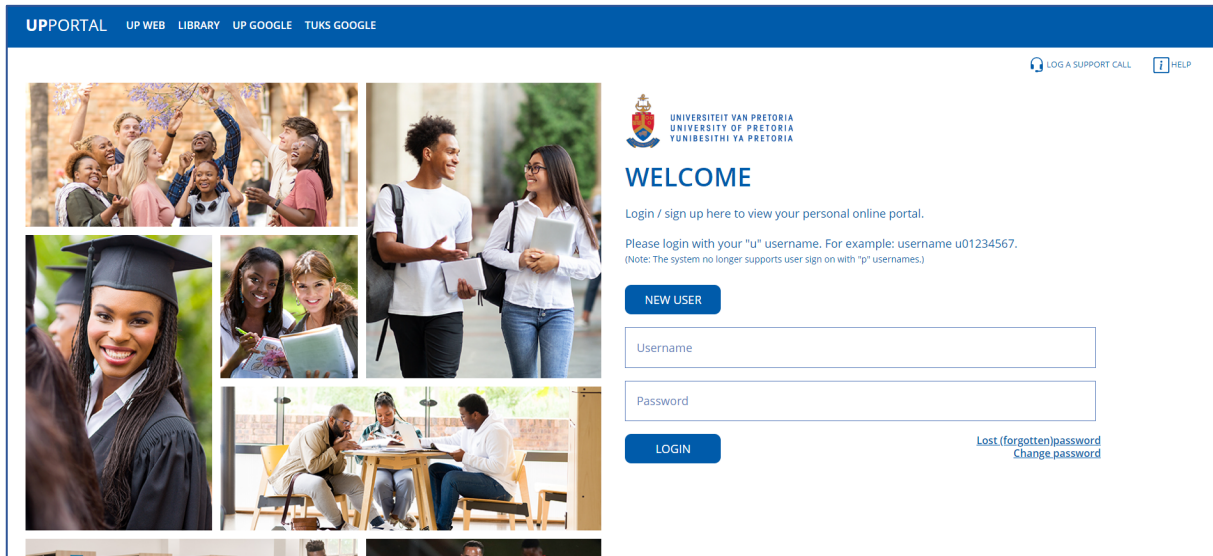 UPPORTAL UP WEB LIBRARY UP GOOGLE TUKS GOOGLE
LOG A SUPPORT CALL i HELP
UNIVERSITEIT VAN PRETORIA
UNIVERSITY OF PRETORIA
YUNIBESITHI YA PRETORIA
WELCOME
Login / sign up here to view your personal online portal.
Please login with your "u" username. For example: username u01234567.
(Note: The system no longer supports user sign on with "p" usernames.)
NEW USER
Username
Password
LOGIN
Lost (forgotten)password
Change password